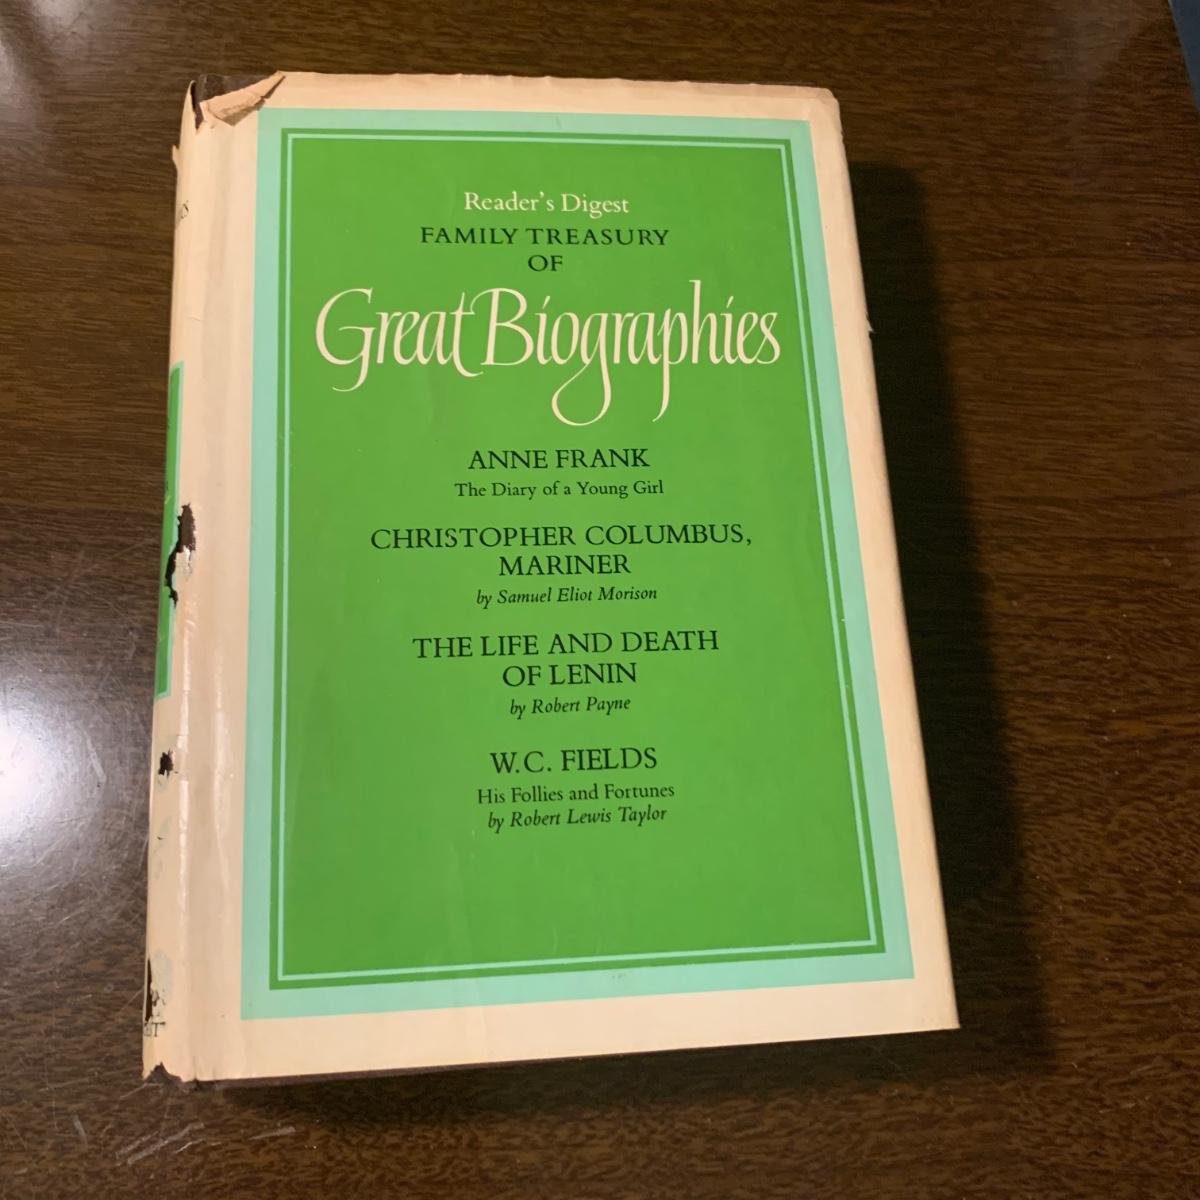 Reader's Digest
FAMILY TREASURY
OF
Great Biographies
ANNE FRANK
The Diary of a Young Girl
CHRISTOPHER COLUMBUS,
MARINER
by Samuel Eliot Morison
THE LIFE AND DEATH
OF LENIN
by Robert Payne
W.C. FIELDS
His Follies and Fortunes
by Robert Lewis Taylor